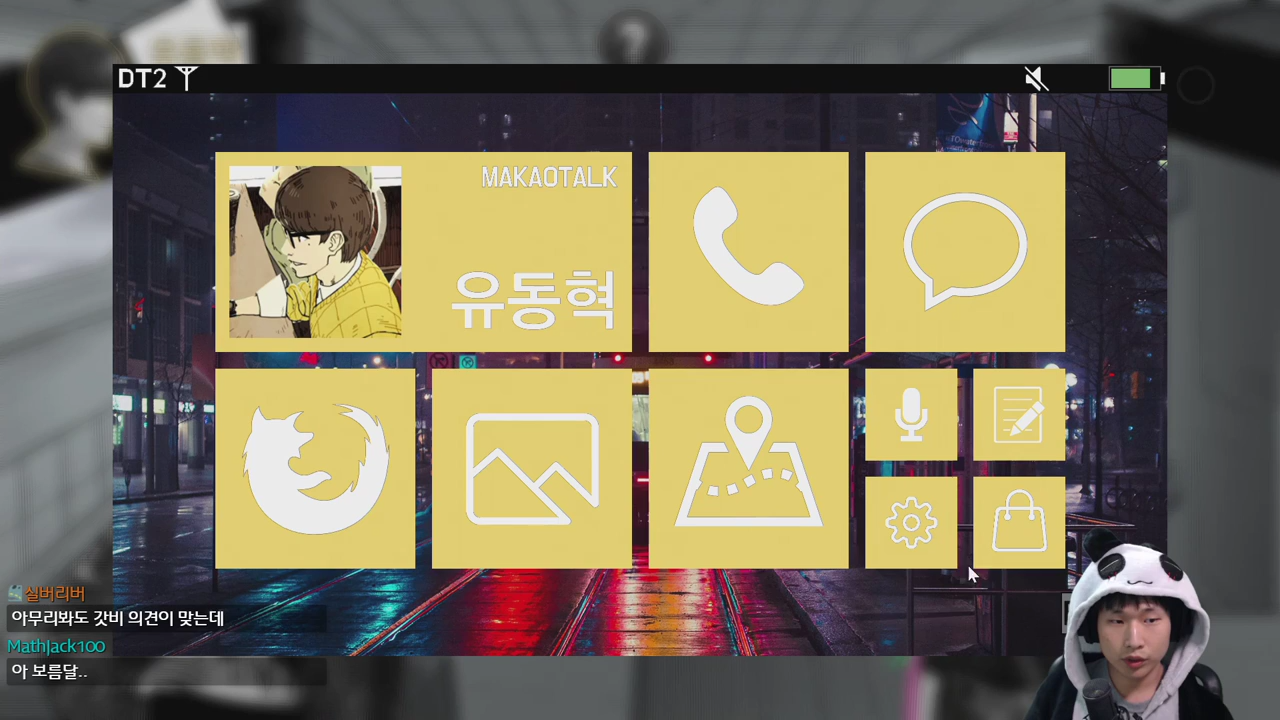 DT2
MAKAOTALK
유동혁
실버리버
아무리봐도 갓비 의견이 맞는데
MathJack100
아 보름달..